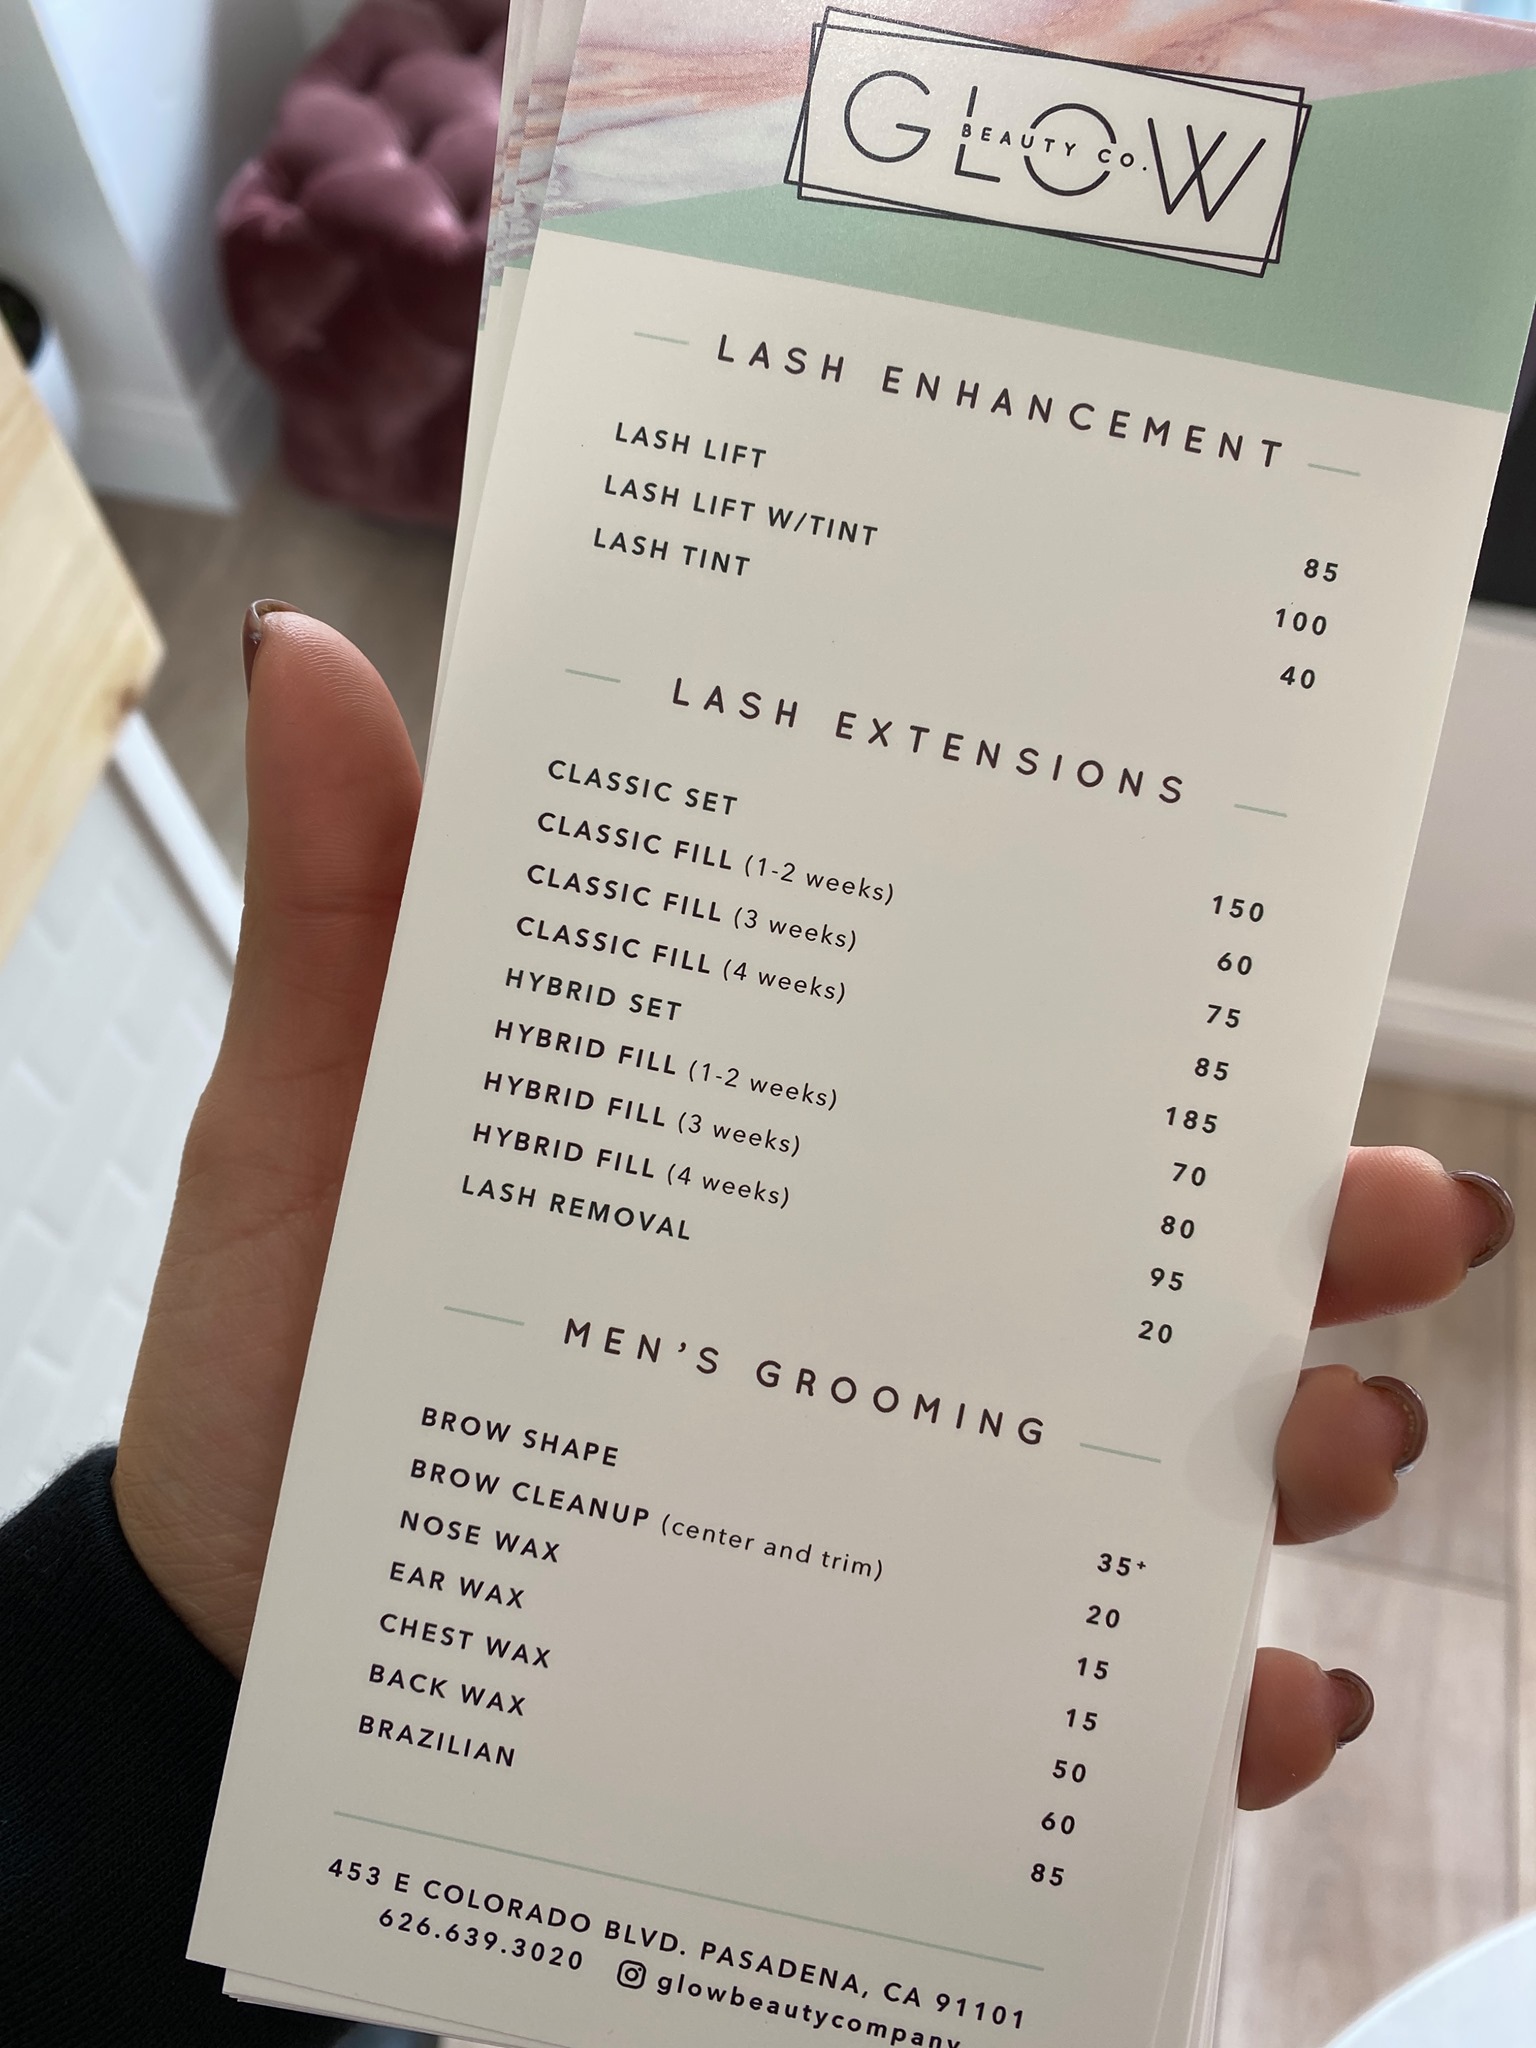 GLOW
BEAUTY CO.
LASH ENHANCEMENT
LASH LIFT 85
LASH LIFT W/TINT 100
LASH TINT 40
LASH EXTENSIONS
CLASSIC SET 150
CLASSIC FILL (1-2 weeks) 60
CLASSIC FILL (3 weeks) 75
CLASSIC FILL (4 weeks) 85
HYBRID SET 185
HYBRID FILL (1-2 weeks) 70
HYBRID FILL (3 weeks) 80
HYBRID FILL (4 weeks) 95
LASH REMOVAL 20
MEN'S GROOMING
BROW SHAPE 35+
BROW CLEANUP (center and trim) 20
NOSE WAX 15
EAR WAX 15
CHEST WAX 50
BACK WAX 60
BRAZILIAN 85
453 E COLORADO BLVD. PASADENA, CA 91101
626.639.3020 glowbeautycompany